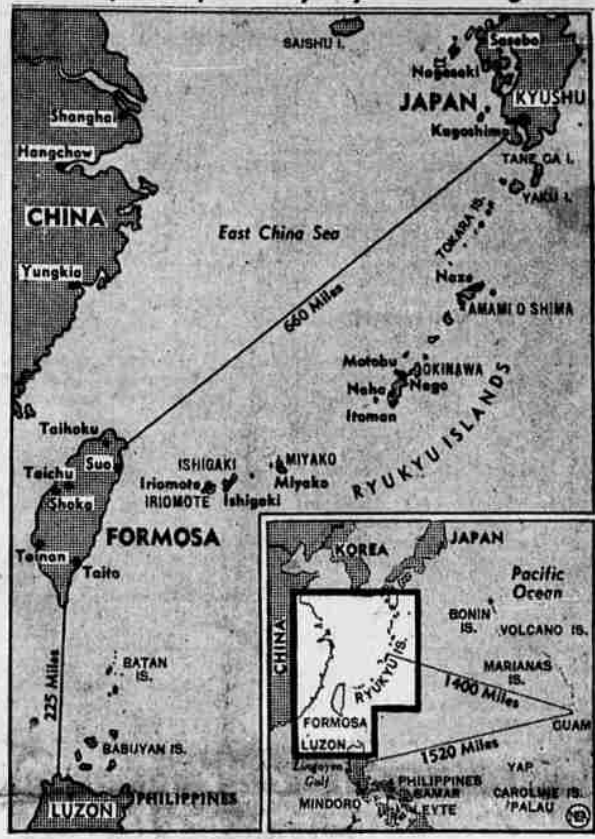 SAISHU I.
Sasebo
Nagasaki
JAPAN
KYUSHU
Kagoshima
TANE GA I.
YAKU I.
Shanghai
Hangchow
CHINA
East China Sea
TOKARA IS.
Yungkia
Naze
AMAMI O SHIMA
660 Miles
Motobu
OKINAWA
Naha
Nago
Itoman
RYUKYU ISLANDS
Taihoku
Suo
Taichu
Shoka
ISHIGAKI
MIYAKO
Iriomote
Miyako
IRIOMOTE
Ishigaki
FORMOSA
Tainan
Taito
225 Miles
BATAN
IS.
BABUYAN IS.
LUZON
PHILIPPINES
KOREA
JAPAN
Pacific
Ocean
CHINA
BONIN
IS.
VOLCANO IS.
RYUKYU IS.
MARIANAS
IS.
1400 Miles
GUAM
FORMOSA
LUZON
1520 Miles
Lingayen
Gulf
PHILIPPINES
SAMAR
MINDORO
LEYTE
YAP
CAROLINE IS.
PALAU
NEA